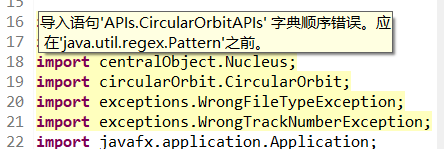 15
16
导入语句'APIs.CircularOrbitAPIs' 字典顺序错误。应
在'java.util.regex.Pattern'之前。
18 import centralObject.Nucleus;
19 import circularOrbit.CircularOrbit;
20 import exceptions.WrongFileTypeException;
21 import exceptions.WrongTrackNumberException;
22 import javafx.application.Application;